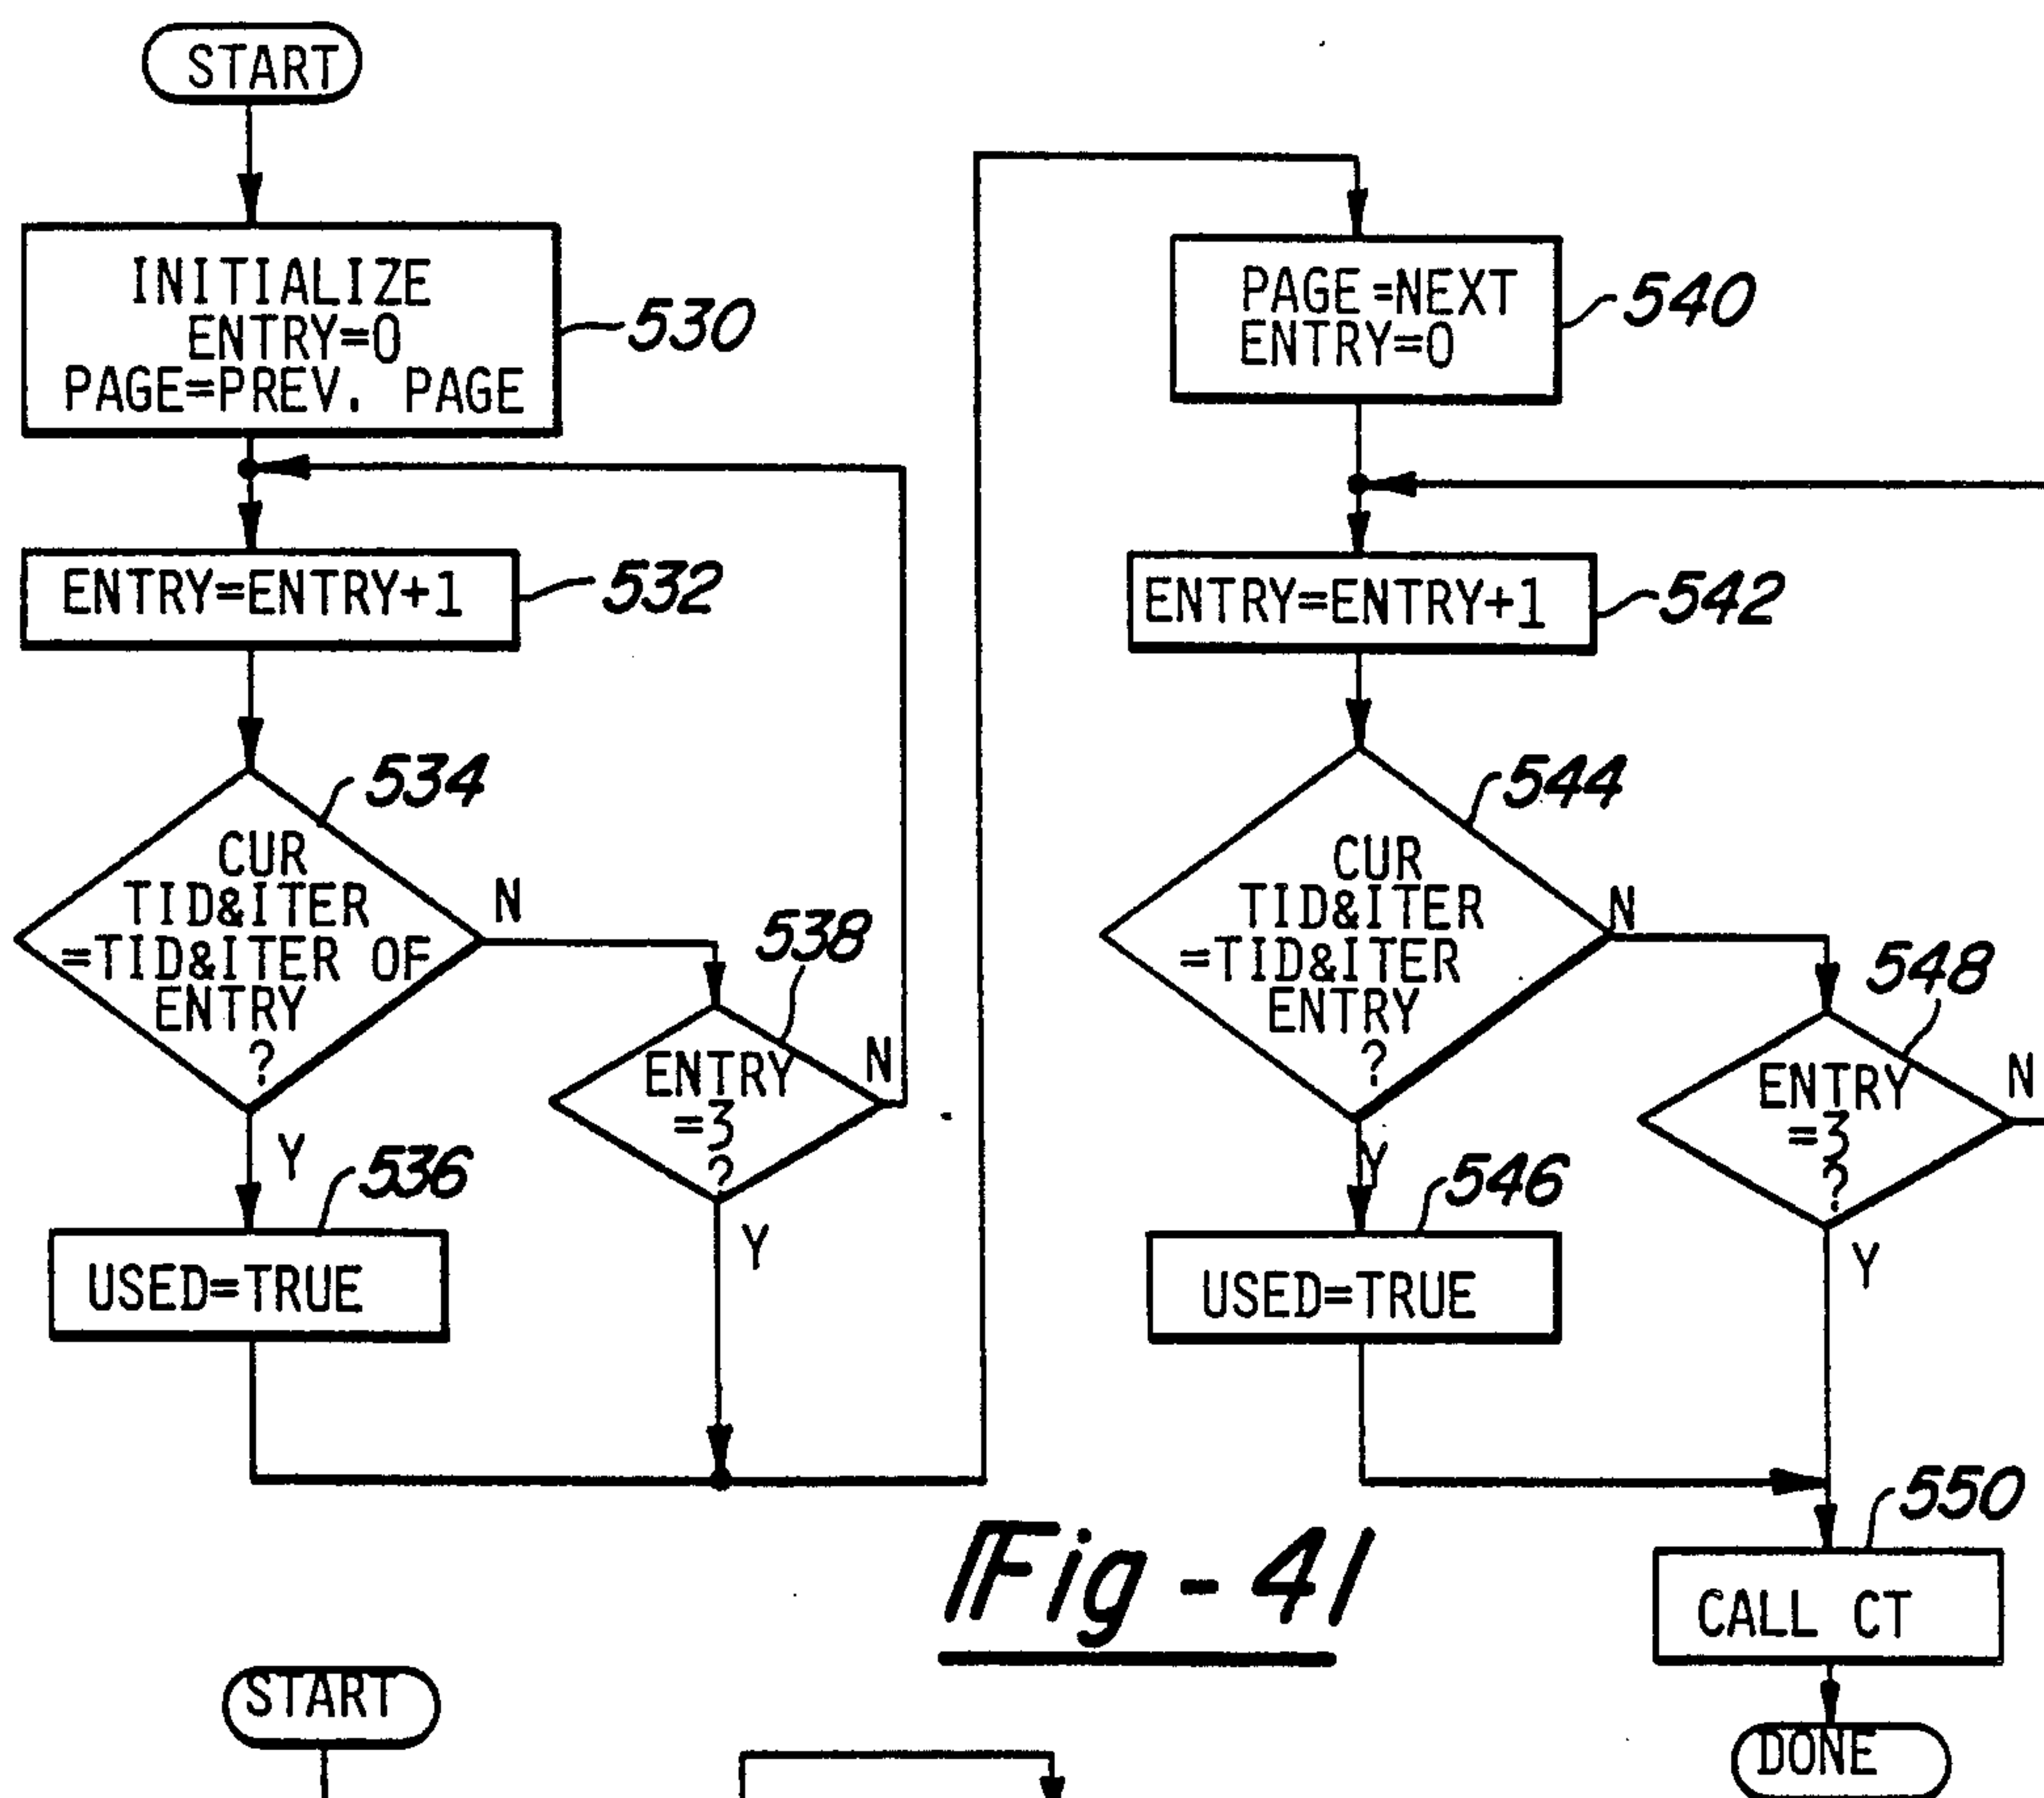 START
INITIALIZE
ENTRY=0
PAGE=PREV. PAGE
530
ENTRY=ENTRY+1
532
534
CUR
TID&ITER
=TID&ITER OF
ENTRY
?
N
Y
538
ENTRY
=3
?
N
Y
536
USED=TRUE
PAGE=NEXT
ENTRY=0
540
ENTRY=ENTRY+1
542
544
CUR
TID&ITER
=TID&ITER
ENTRY
?
N
Y
548
ENTRY
=3
?
N
Y
546
USED=TRUE
550
CALL CT
DONE
Fig-41
START